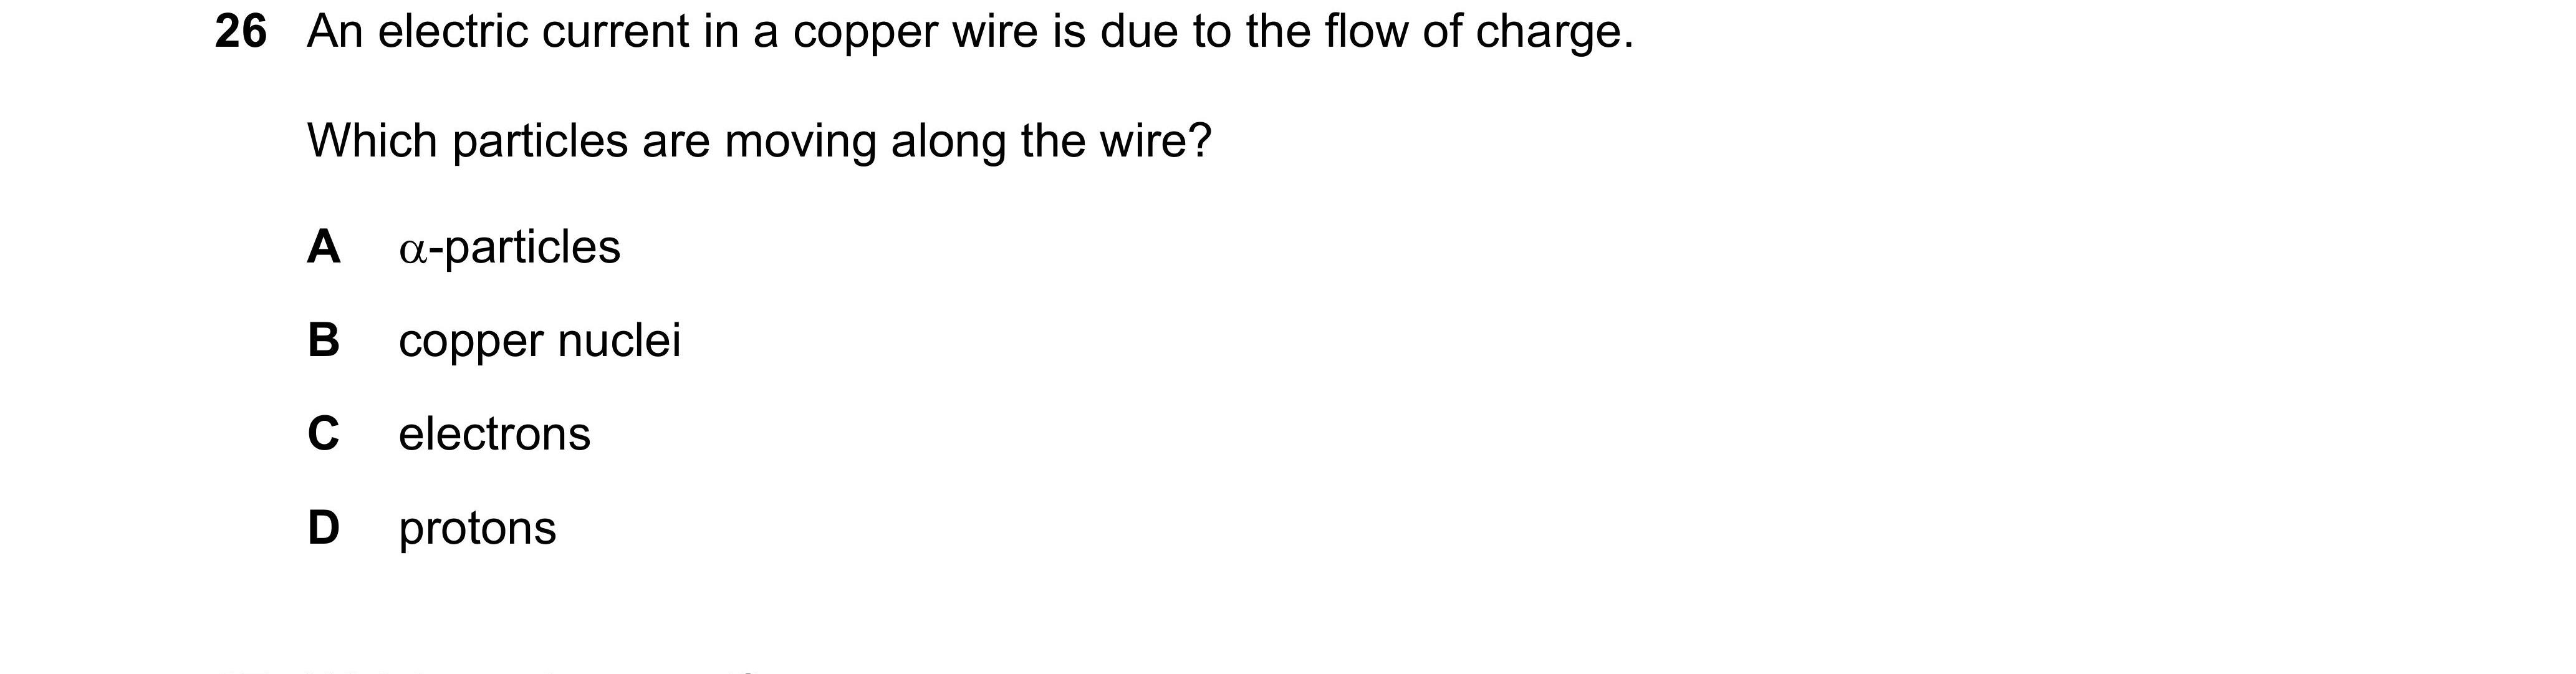 26 An electric current in a copper wire is due to the flow of charge.
Which particles are moving along the wire?
A α-particles
B copper nuclei
C electrons
D protons